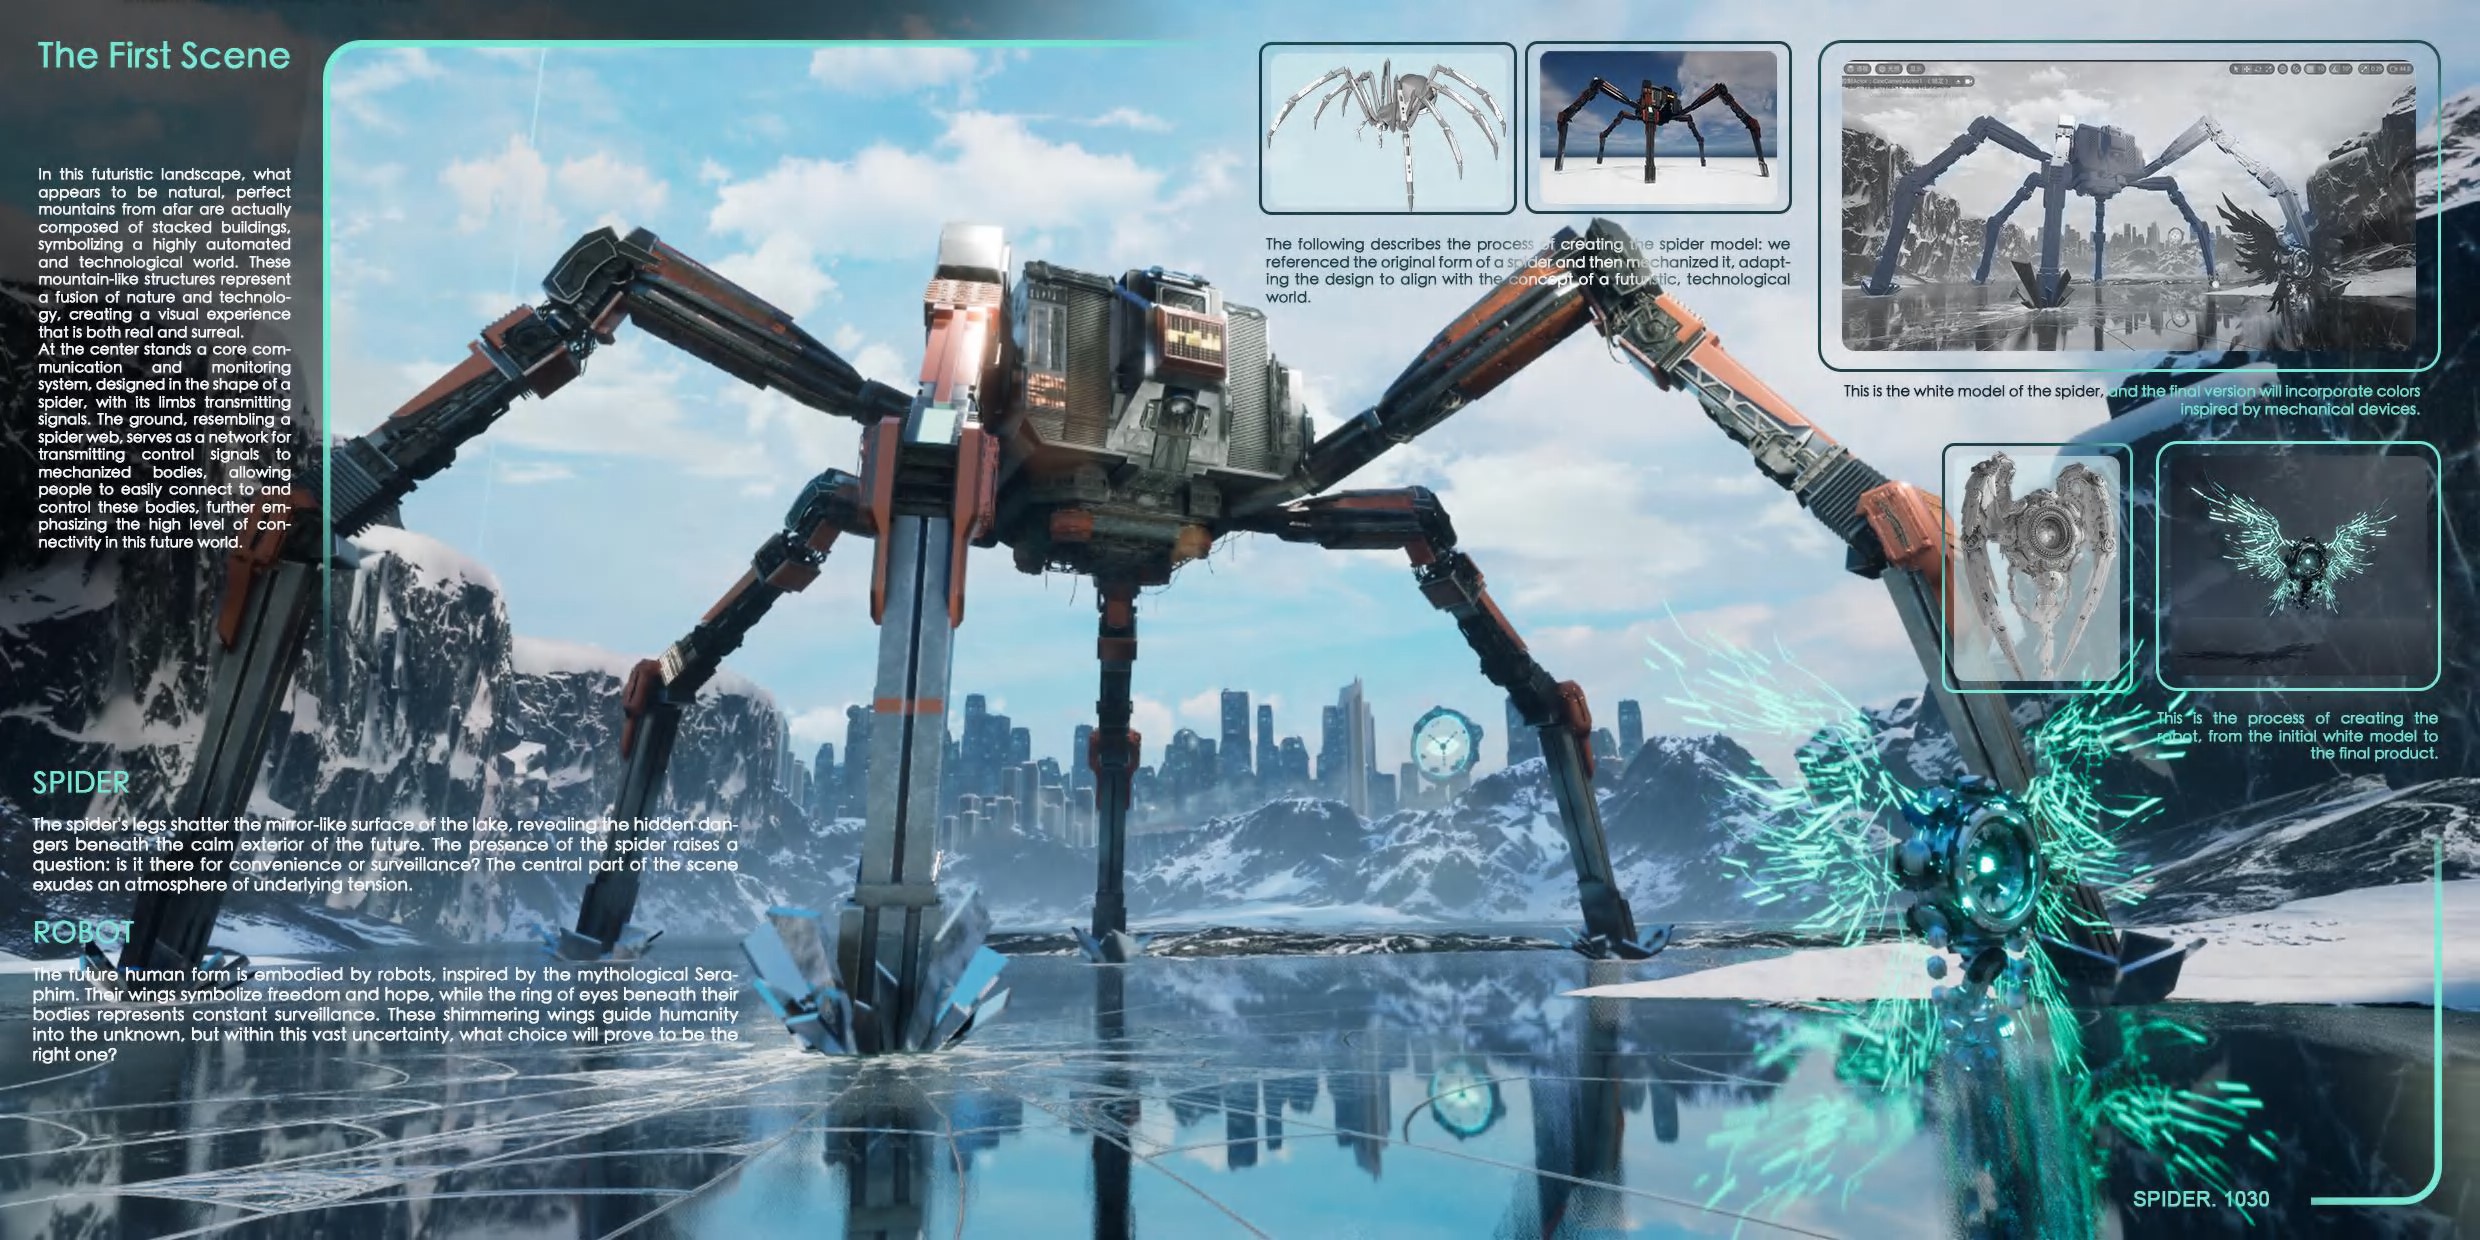 The First Scene
In this futuristic landscape, what
appears to be natural, perfect
mountains from afar are actually
composed of stacked buildings,
symbolizing a highly automated
and technological world. These
mountain-like structures represent
a fusion of nature and technolo-
gy, creating a visual experience
that is both real and surreal.
At the center stands a core com-
munication and monitoring
system, designed in the shape of a
spider, with its limbs transmitting
signals. The ground, resembling a
spider web, serves as a network for
transmitting control signals to
mechanized bodies, allowing
people to easily connect to and
control these bodies, further em-
phasizing the high level of con-
nectivity in this future world.
SPIDER
The spider's legs shatter the mirror-like surface of the lake, revealing the hidden dan-
gers beneath the calm exterior of the future. The presence of the spider raises a
question: is it there for convenience or surveillance? The central part of the scene
exudes an atmosphere of underlying tension.
ROBOT
The future human form is embodied by robots, inspired by the mythological Sera-
phim. Their wings symbolize freedom and hope, while the ring of eyes beneath their
bodies represents constant surveillance. These shimmering wings guide humanity
into the unknown, but within this vast uncertainty, what choice will prove to be the
right one?
The following describes the process of creating the spider model: we
referenced the original form of a spider and then mechanized it, adapt-
ing the design to align with the concept of a futuristic, technological
world.
This is the white model of the spider, and the final version will incorporate colors
inspired by mechanical devices.
This is the process of creating the
robot, from the initial white model to
the final product.
SPIDER. 1030